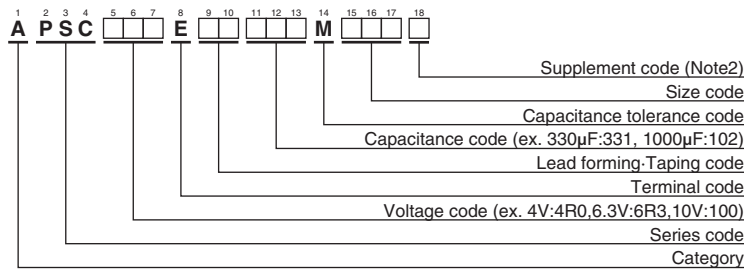 1 2 3 4 5 6 7 8 9 10 11 12 13 14 15 16 17 18
A P S C E M
Supplement code (Note2)
Size code
Capacitance tolerance code
Capacitance code (ex. 330μF:331, 1000μF:102)
Lead forming·Taping code
Terminal code
Voltage code (ex. 4V:4R0,6.3V:6R3,10V:100)
Series code
Category